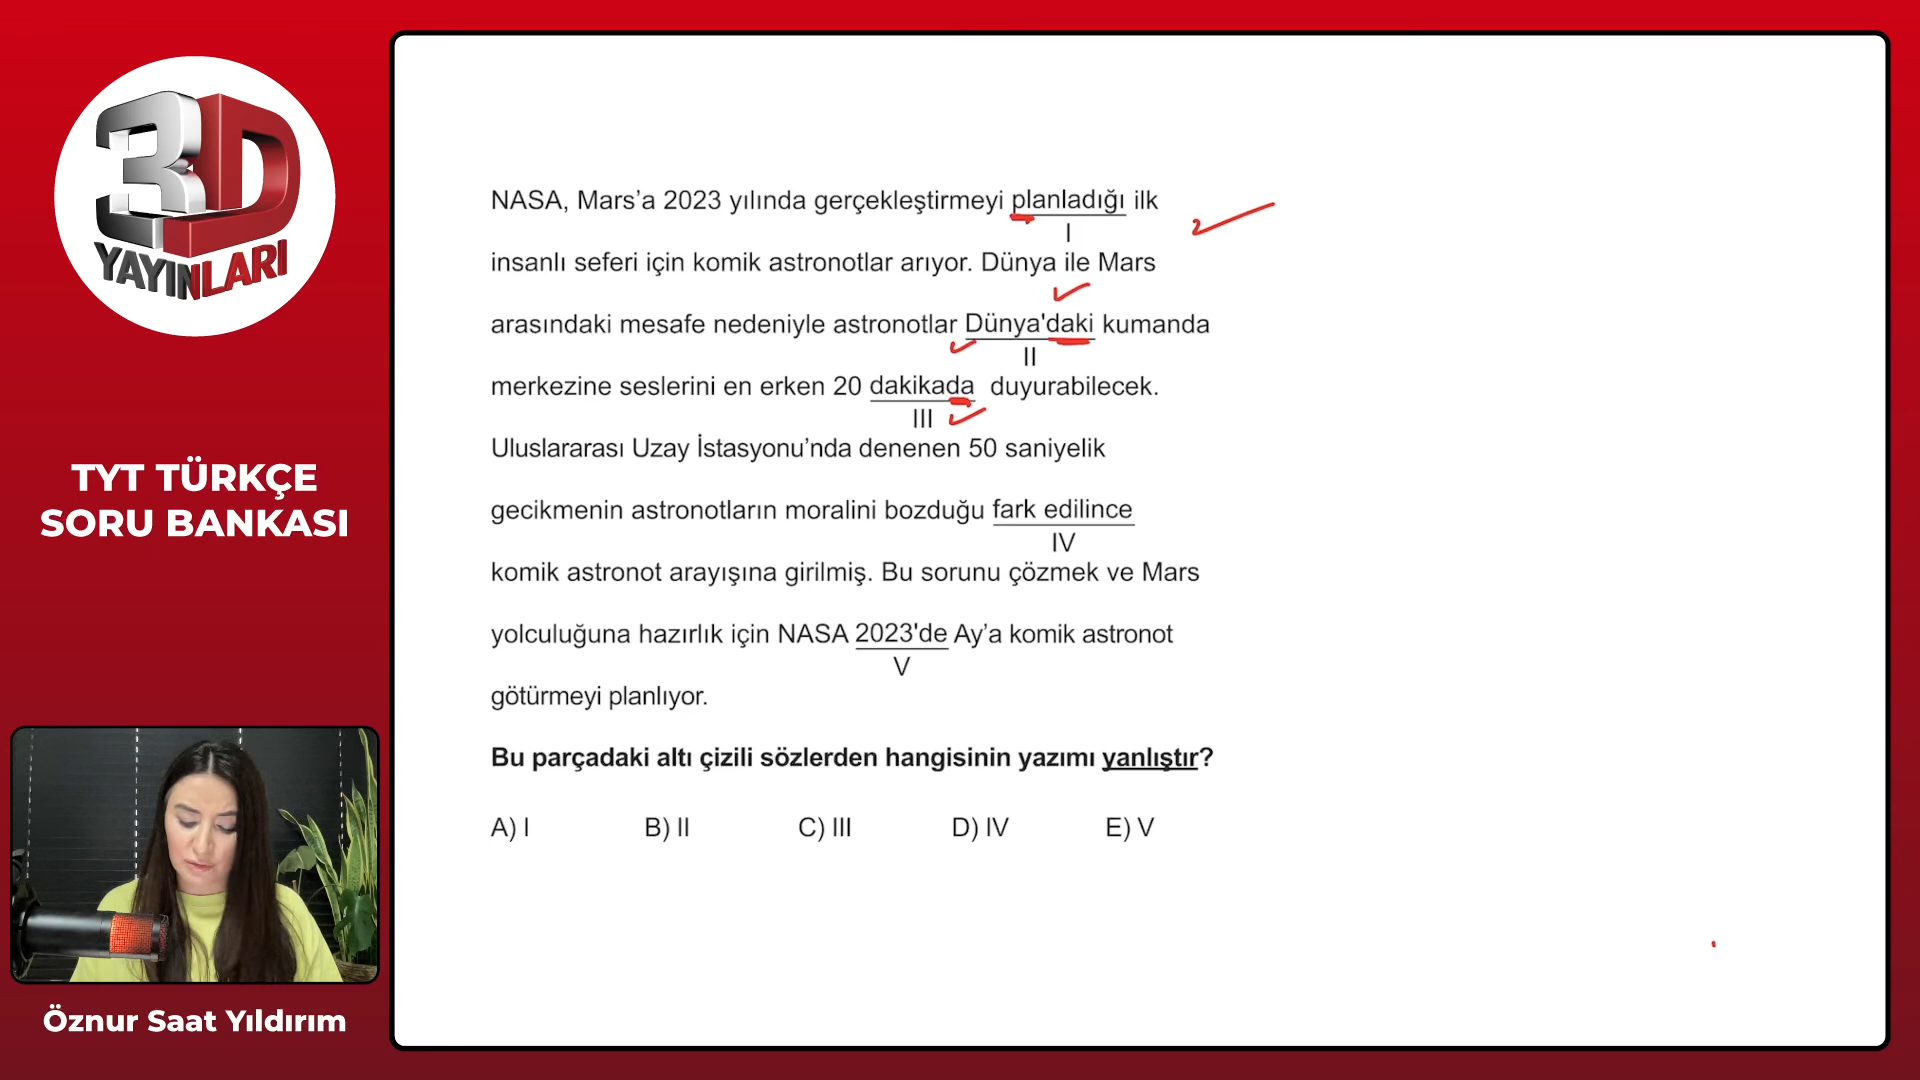 3D
YAYINLARI
TYT TÜRKÇE
SORU BANKASI
Öznur Saat Yıldırım
NASA, Mars’a 2023 yılında gerçekleştirmeyi planladığı ilk
I
insanlı seferi için komik astronotlar arıyor. Dünya ile Mars
arasındaki mesafe nedeniyle astronotlar Dünya'daki kumanda
II
merkezine seslerini en erken 20 dakikada duyurabilecek.
III
Uluslararası Uzay İstasyonu’nda denenen 50 saniyelik
gecikmenin astronotların moralini bozduğu fark edilince
IV
komik astronot arayışına girilmiş. Bu sorunu çözmek ve Mars
yolculuğuna hazırlık için NASA 2023'de Ay’a komik astronot
V
götürmeyi planlıyor.
Bu parçadaki altı çizili sözlerden hangisinin yazımı yanlıştır?
A) I B) II C) III D) IV E) V